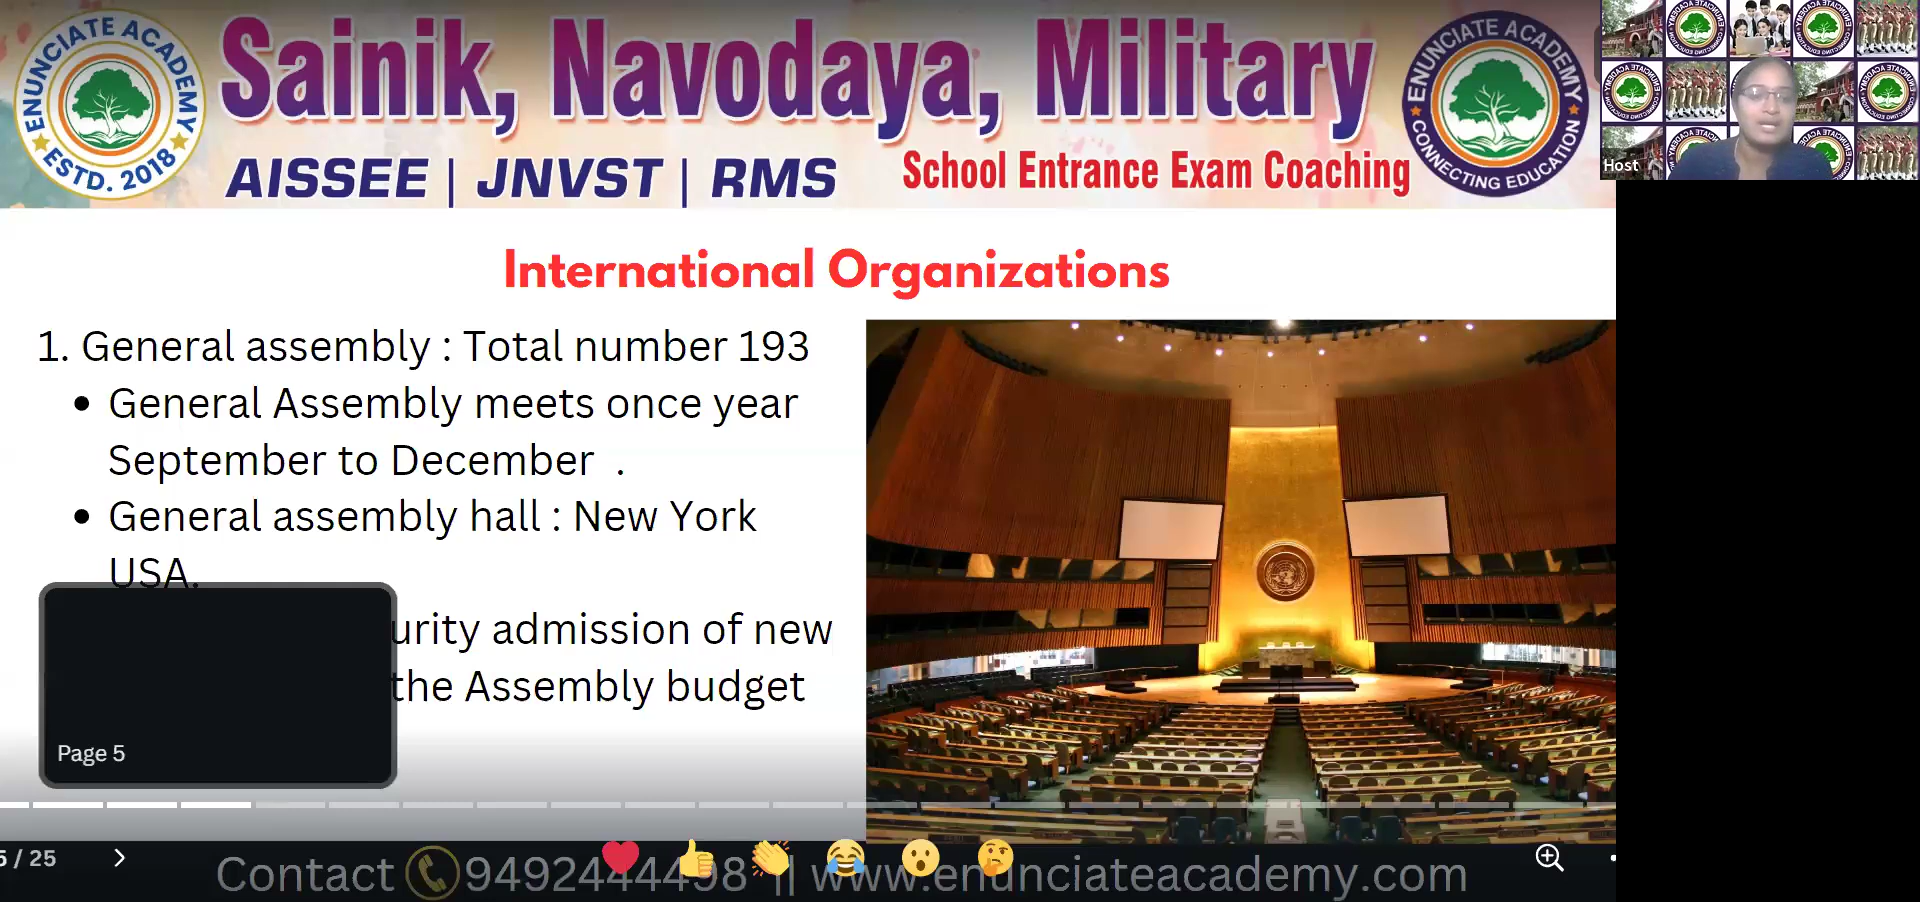 ENUNCIATE ACADEMY
ESTD. 2018
Sainik, Navodaya, Military
AISSEE | JNVST | RMS
School Entrance Exam Coaching
ENUNCIATE ACADEMY
CONNECTING EDUCATION
Host
International Organizations
1. General assembly : Total number 193
• General Assembly meets once year
September to December .
• General assembly hall : New York
USA.
urity admission of new
the Assembly budget
Page 5
5 / 25
Contact 9492444498 || www.enunciateacademy.com